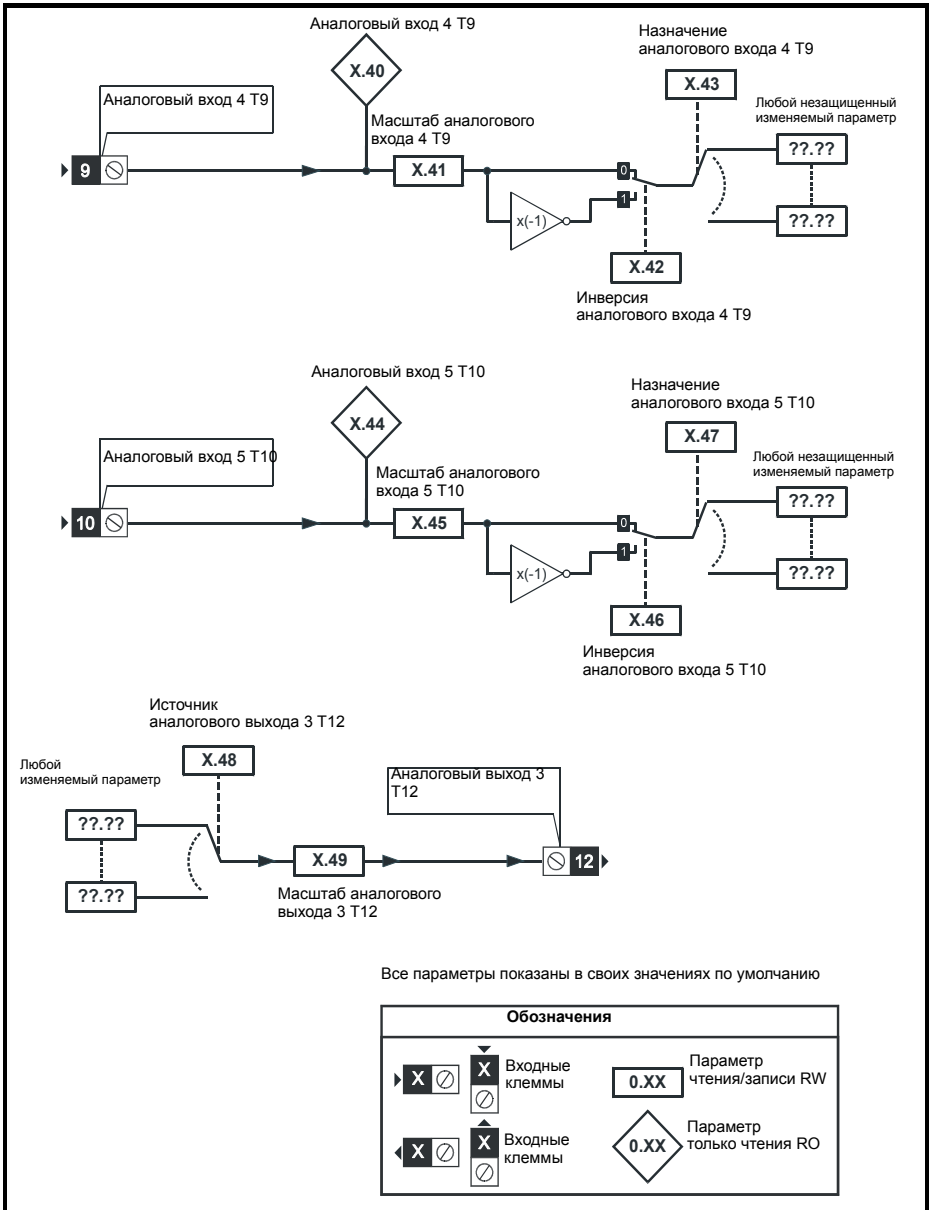 Аналоговый вход 4 T9
X.40
Назначение
аналогового входа 4 T9
X.43
Аналоговый вход 4 T9
Масштаб аналогового
входа 4 T9
Любой незащищенный
изменяемый параметр
??.??
9
X.41
0
1
x(-1)
??.??
X.42
Инверсия
аналогового входа 4 T9
Аналоговый вход 5 T10
X.44
Назначение
аналогового входа 5 T10
X.47
Аналоговый вход 5 T10
Масштаб аналогового
входа 5 T10
Любой незащищенный
изменяемый параметр
??.??
10
X.45
0
1
x(-1)
??.??
X.46
Инверсия
аналогового входа 5 T10
Источник
аналогового выхода 3 T12
X.48
Любой
изменяемый параметр
Аналоговый выход 3
T12
??.??
X.49
12
??.??
Масштаб аналогового
выхода 3 T12
Все параметры показаны в своих значениях по умолчанию
Обозначения
X
X
Входные
клеммы
0.XX
Параметр
чтения/записи RW
X
X
Входные
клеммы
0.XX
Параметр
только чтения RO